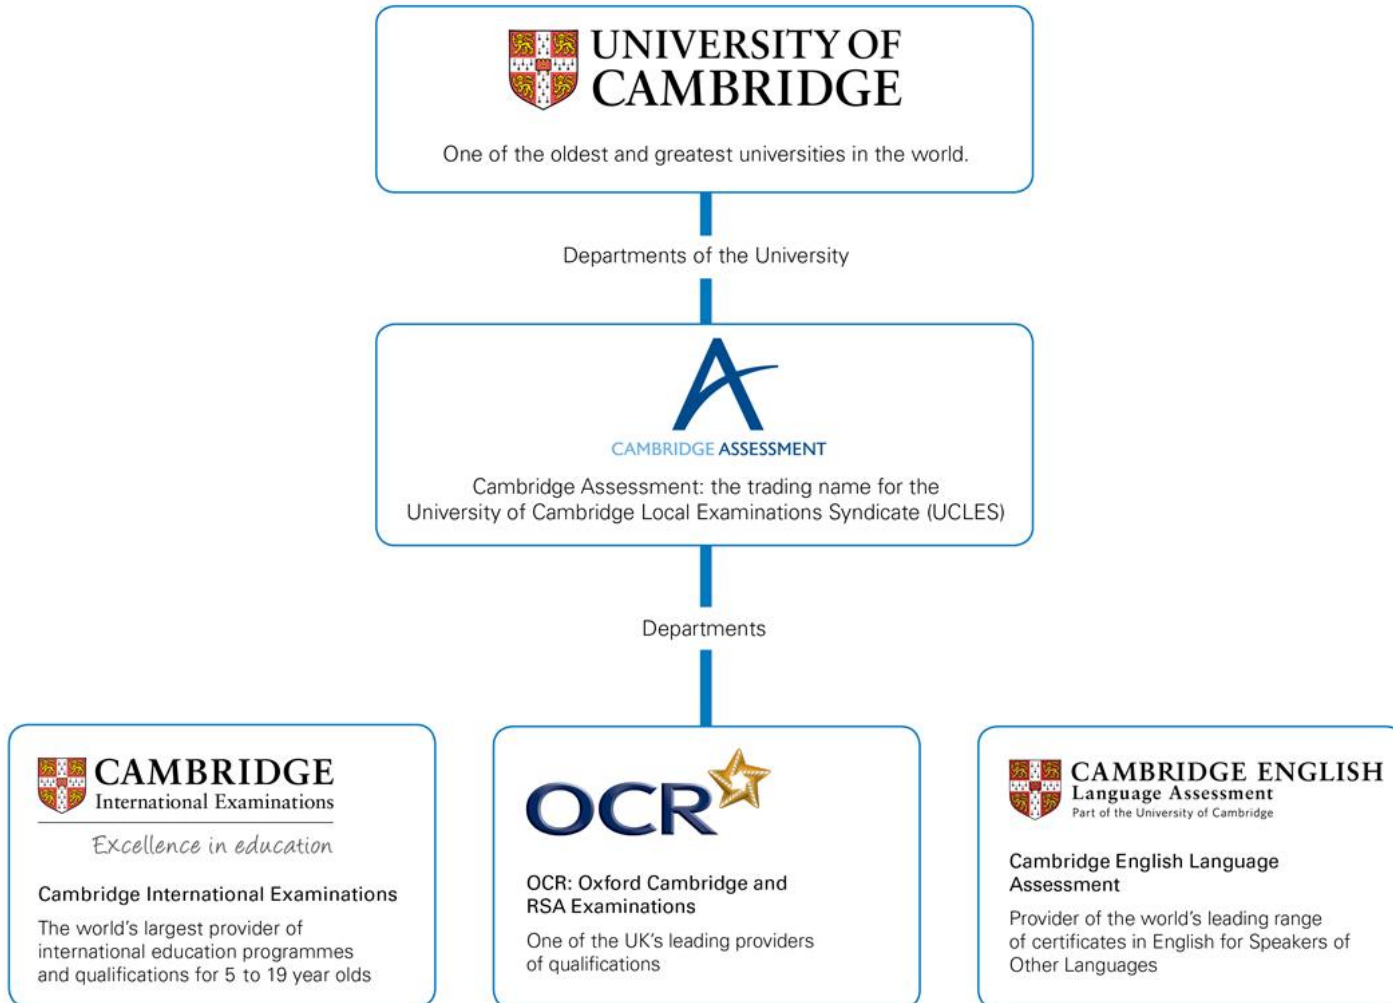 UNIVERSITY OF
CAMBRIDGE
One of the oldest and greatest universities in the world.
Departments of the University
CAMBRIDGE ASSESSMENT
Cambridge Assessment: the trading name for the
University of Cambridge Local Examinations Syndicate (UCLES)
Departments
CAMBRIDGE
International Examinations
Excellence in education
Cambridge International Examinations
The world's largest provider of
international education programmes
and qualifications for 5 to 19 year olds
OCR
OCR: Oxford Cambridge and
RSA Examinations
One of the UK's leading providers
of qualifications
CAMBRIDGE ENGLISH
Language Assessment
Part of the University of Cambridge
Cambridge English Language
Assessment
Provider of the world's leading range
of certificates in English for Speakers of
Other Languages